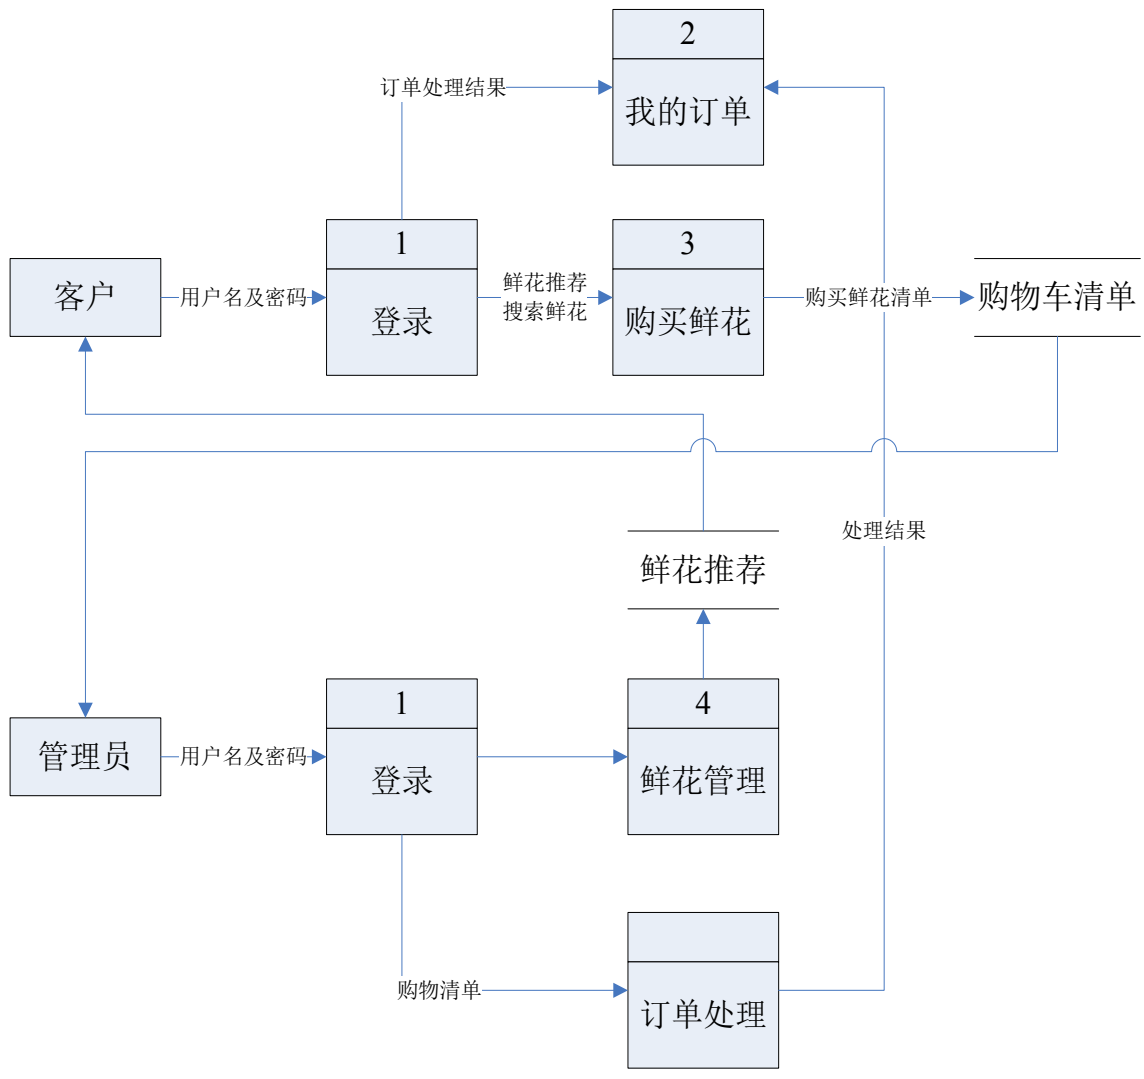 2
我的订单
订单处理结果
1
登录
3
购买鲜花
客户
用户名及密码
鲜花推荐
搜索鲜花
购买鲜花清单
购物车清单
处理结果
鲜花推荐
1
登录
4
鲜花管理
管理员
用户名及密码
购物清单
订单处理